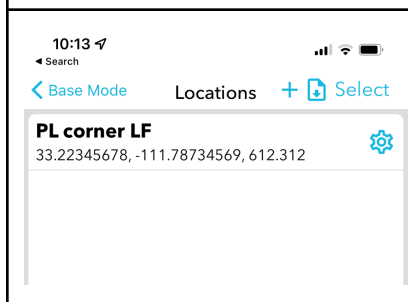 10:13
◀ Search
Base Mode Locations + Select
PL corner LF
33.22345678, -111.78734569, 612.312